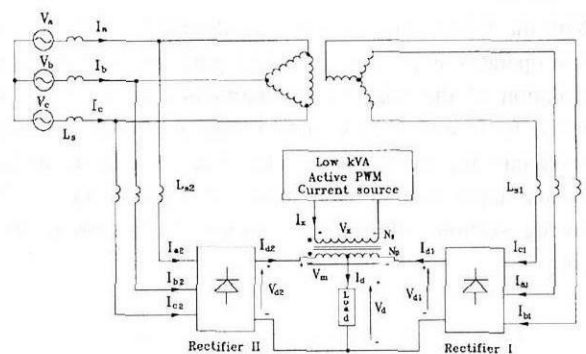 Va
Ia
Vb
Ib
Vc
Ic
Ls
Ls2
Ls1
Low kVA
Active PWM
Current source
Ix
Vx
Ns
Np
Ia2
Id2
Id1
Ic1
Vm
Id
Ib2
Vd2
Load
Vd
Vd1
Ia1
Ic2
Ib1
Rectifier II
Rectifier I